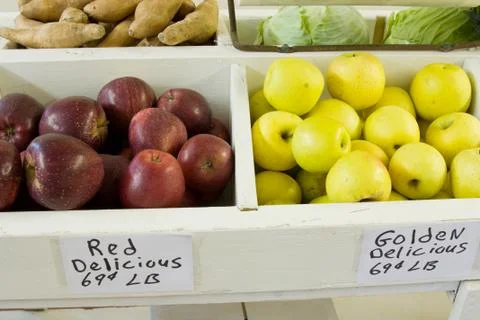 Red
Delicious
69¢ LB
Golden
Delicious
69¢ LB